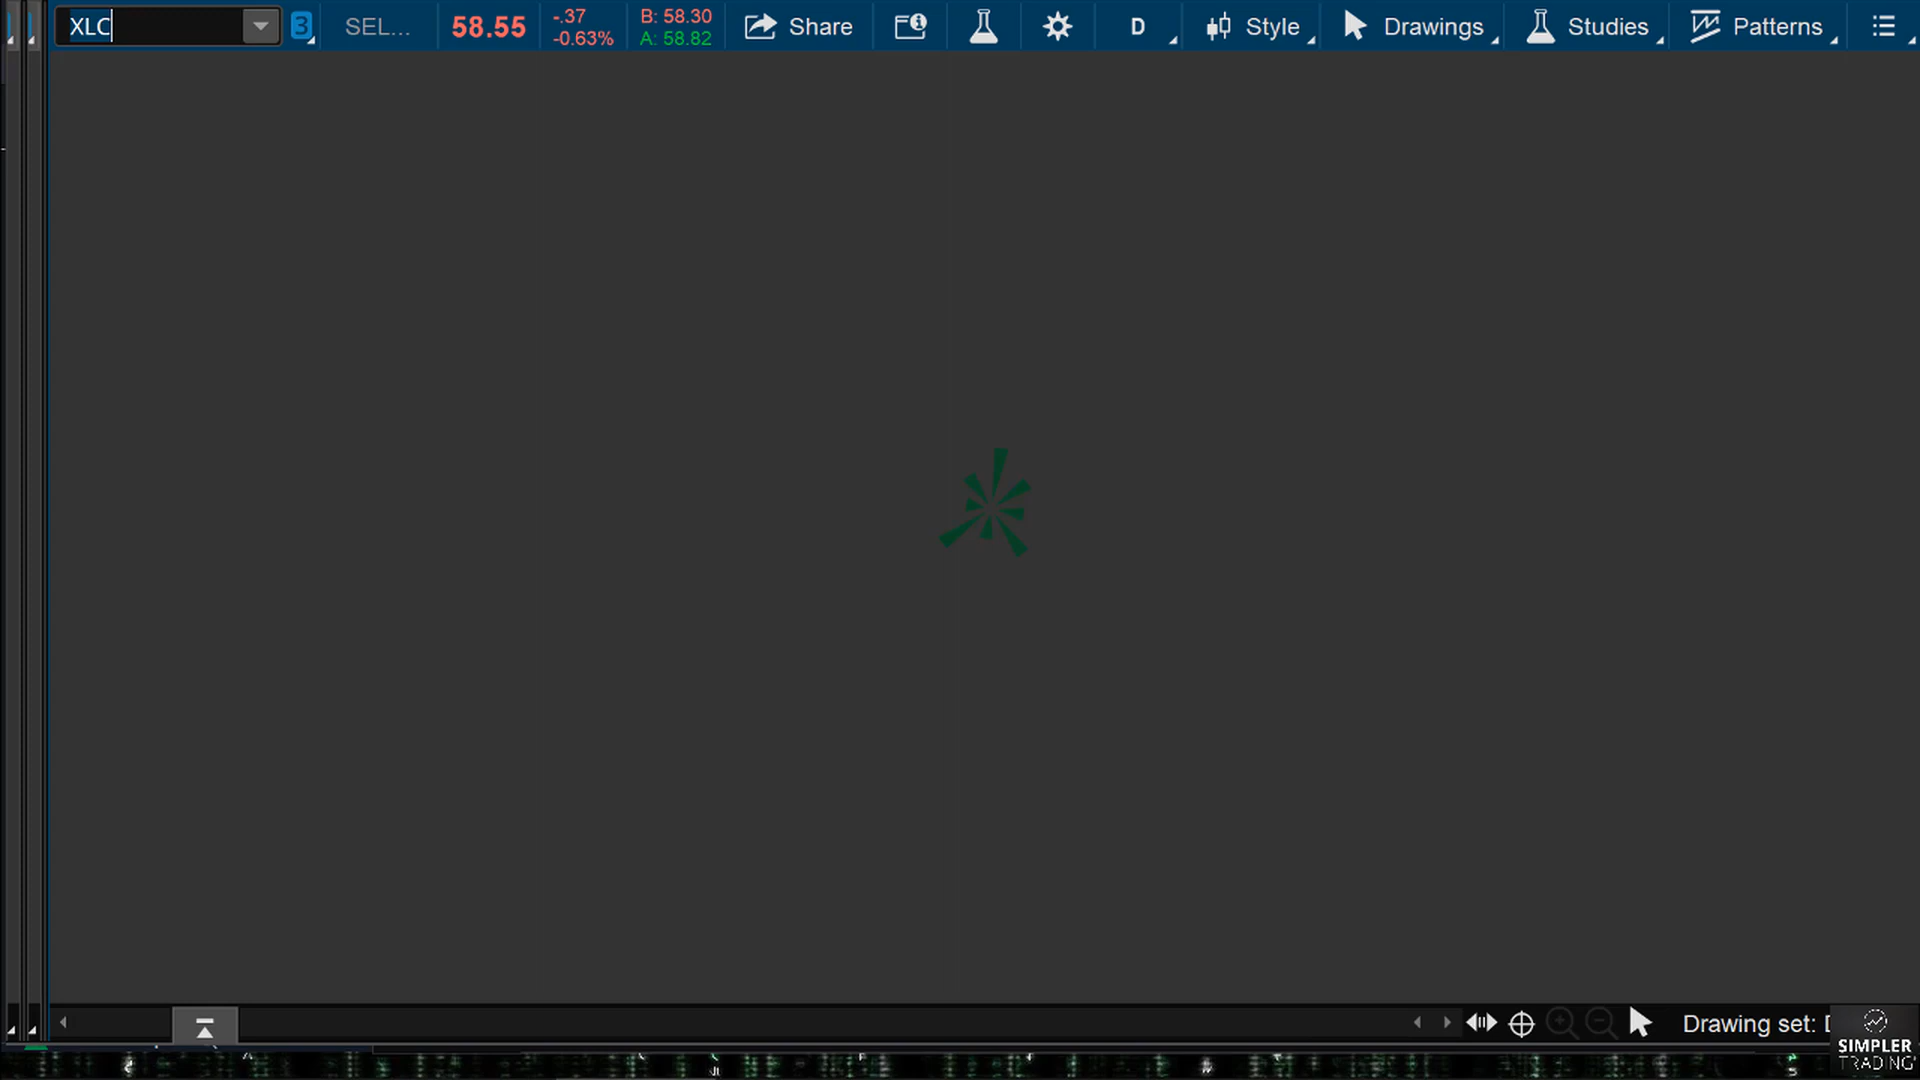 XLC
3
SEL...
58.55
-.37
-0.63%
B: 58.30
A: 58.82
Share
D
Style
Drawings
Studies
Patterns
Drawing set:
SIMPLER
TRADING